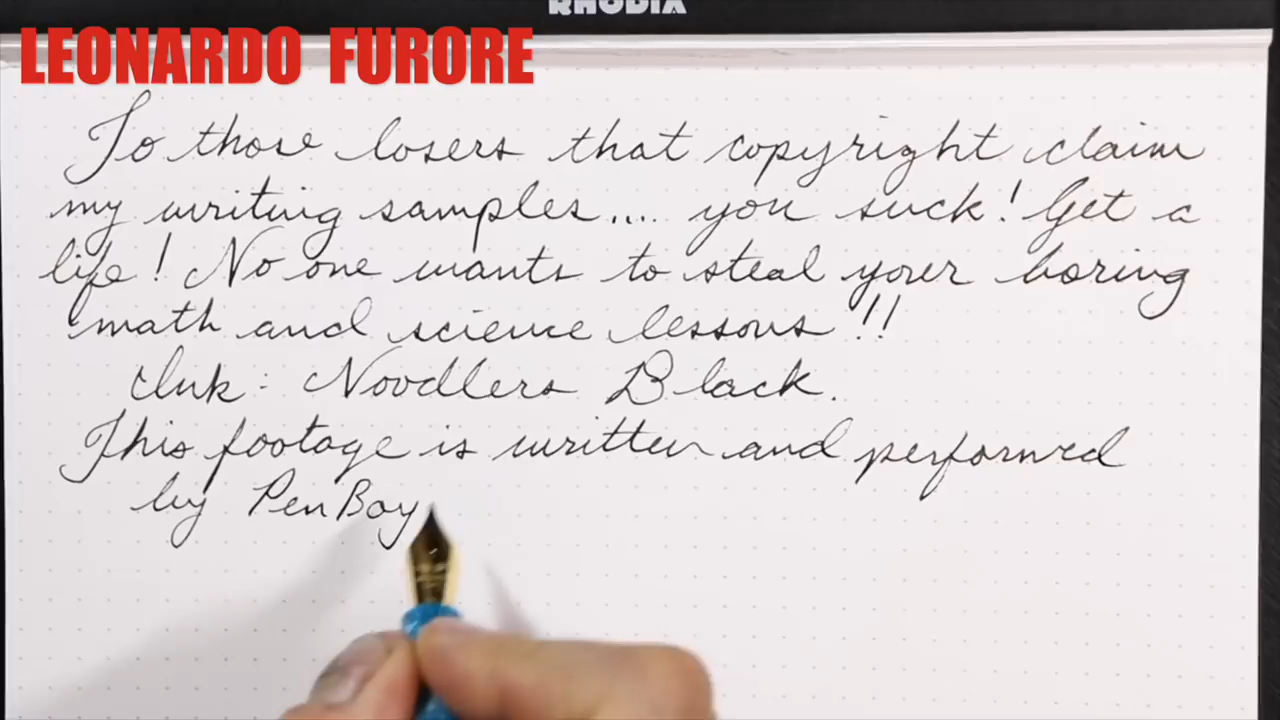 RHODIA
LEONARDO FURORE
To those losers that copyright claim
my writing samples.... you suck! Get a
life! No one wants to steal your boring
math and science lessons!!
Ink: Noodlers Black.
This footage is written and performed
by PenBoy